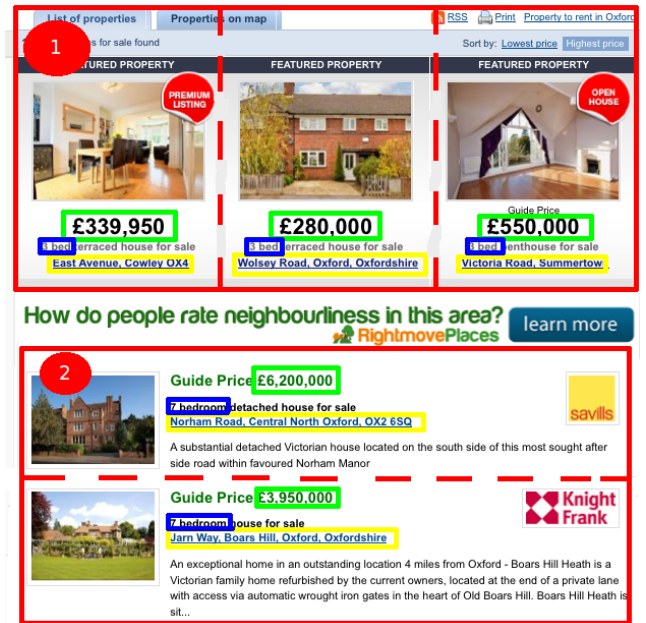 List of properties Properties on map RSS Print Property to rent in Oxford
1 for sale found Sort by: Lowest price Highest price
FEATURED PROPERTY FEATURED PROPERTY
PREMIUM LISTING
OPEN HOUSE
Guide Price
£339,950 £280,000 £550,000
3 bed terraced house for sale 3 bed terraced house for sale 3 bed penthouse for sale
East Avenue, Cowley OX4 Wolsey Road, Oxford, Oxfordshire Victoria Road, Summertow
How do people rate neighbourliness in this area?
RightmovePlaces
learn more
2
Guide Price £6,200,000
7 bedroom detached house for sale
Norham Road, Central North Oxford, OX2 6SQ
savills
A substantial detached Victorian house located on the south side of this most sought after
side road within favoured Norham Manor
Guide Price £3,950,000
Knight
Frank
7 bedroom house for sale
Jarn Way, Boars Hill, Oxford, Oxfordshire
An exceptional home in an outstanding location 4 miles from Oxford - Boars Hill Heath is a
Victorian family home refurbished by the current owners, located at the end of a private lane
with access via automatic wrought iron gates in the heart of Old Boars Hill. Boars Hill Heath is
sit...